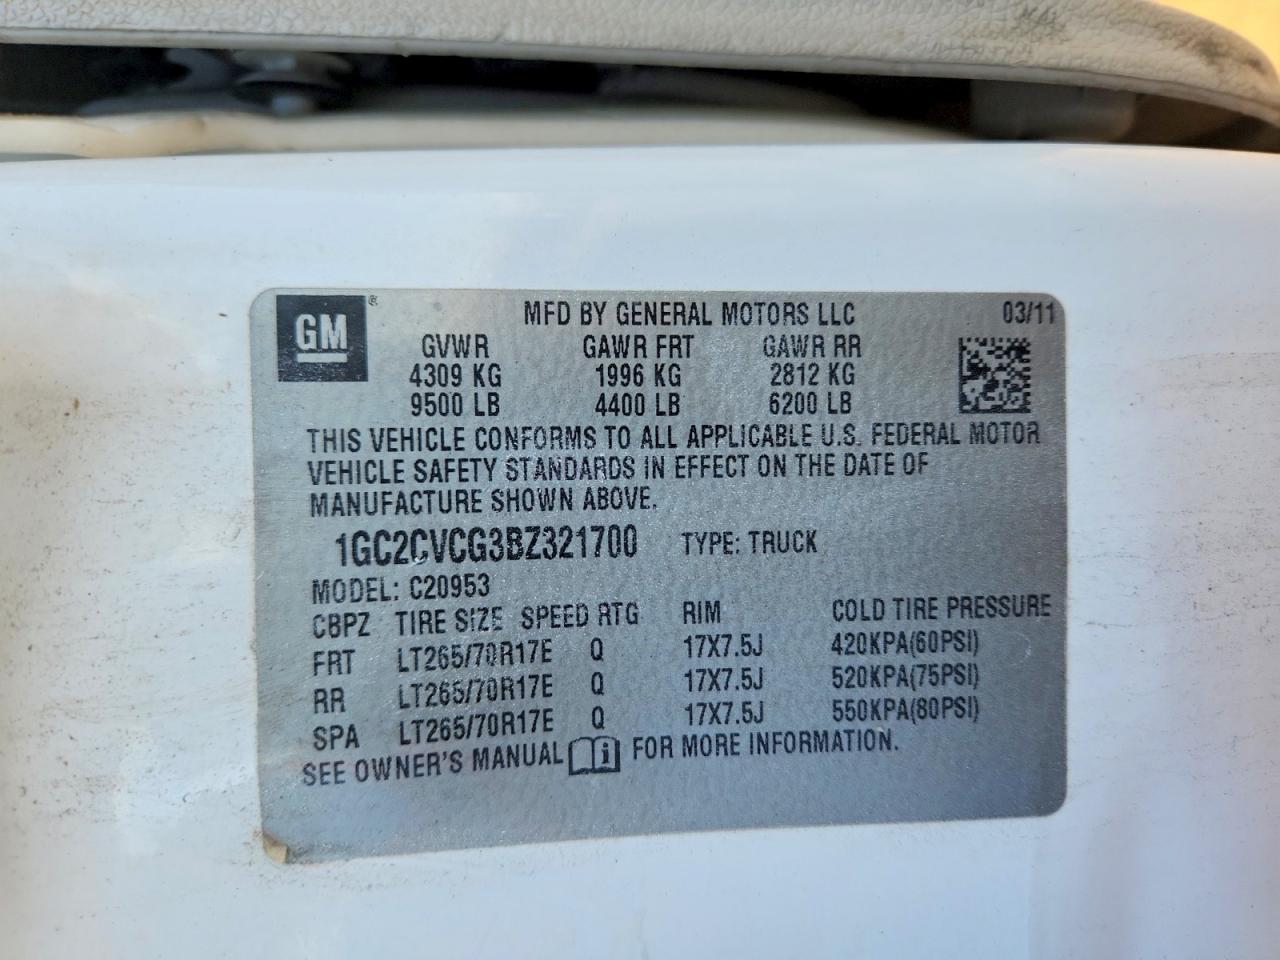 GM ®
MFD BY GENERAL MOTORS LLC 03/11
GVWR GAWR FRT GAWR RR
4309 KG 1996 KG 2812 KG
9500 LB 4400 LB 6200 LB
THIS VEHICLE CONFORMS TO ALL APPLICABLE U.S. FEDERAL MOTOR
VEHICLE SAFETY STANDARDS IN EFFECT ON THE DATE OF
MANUFACTURE SHOWN ABOVE.
1GC2CVCG3BZ321700 TYPE: TRUCK
MODEL: C20953
CBPZ TIRE SIZE SPEED RTG RIM COLD TIRE PRESSURE
FRT LT265/70R17E Q 17X7.5J 420KPA(60PSI)
RR LT265/70R17E Q 17X7.5J 520KPA(75PSI)
SPA LT265/70R17E Q 17X7.5J 550KPA(80PSI)
SEE OWNER'S MANUAL i FOR MORE INFORMATION.